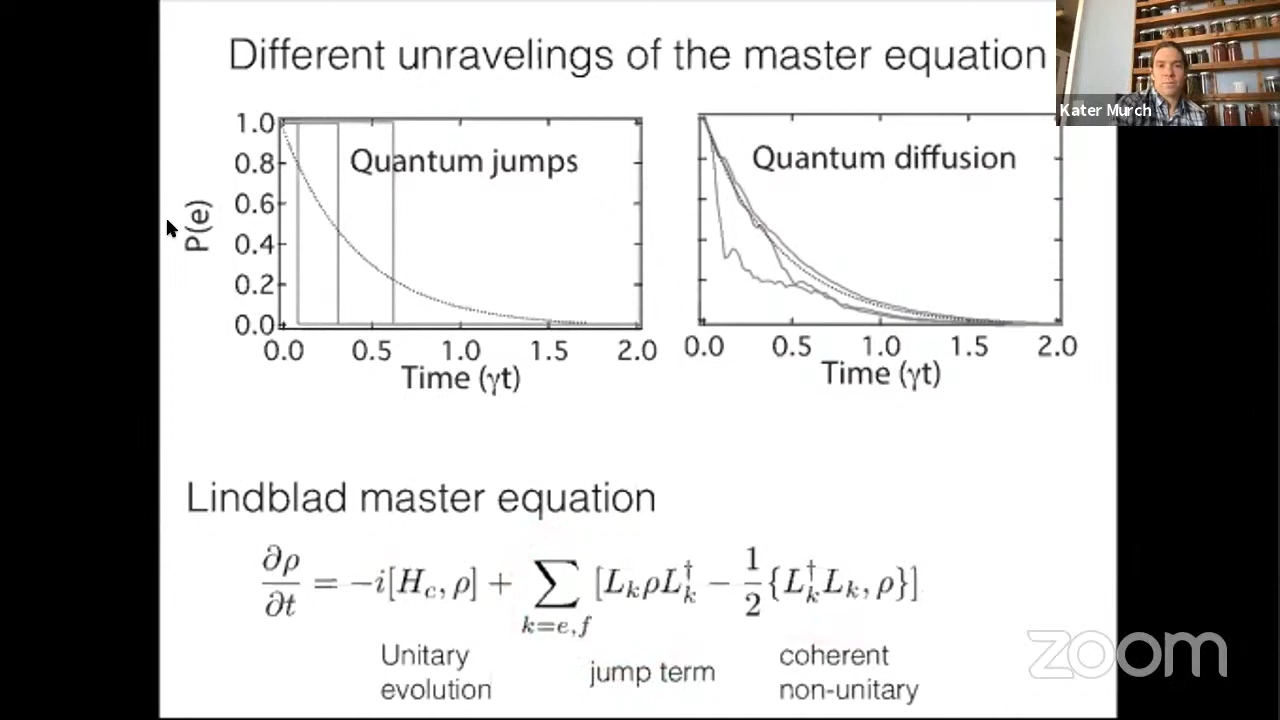 Different unravelings of the master equation
Kater Murch
Quantum jumps
P(e)
1.0
0.8
0.6
0.4
0.2
0.0
0.0 0.5 1.0 1.5 2.0
Time (γt)
Quantum diffusion
0.0 0.5 1.0 1.5 2.0
Time (γt)
Lindblad master equation
∂ρ/∂t = −i[H_c, ρ] + ∑_{k=e,f} [L_k ρ L_k^† − 1/2 {L_k^† L_k, ρ}]
Unitary
evolution
jump term
coherent
non-unitary
zoom